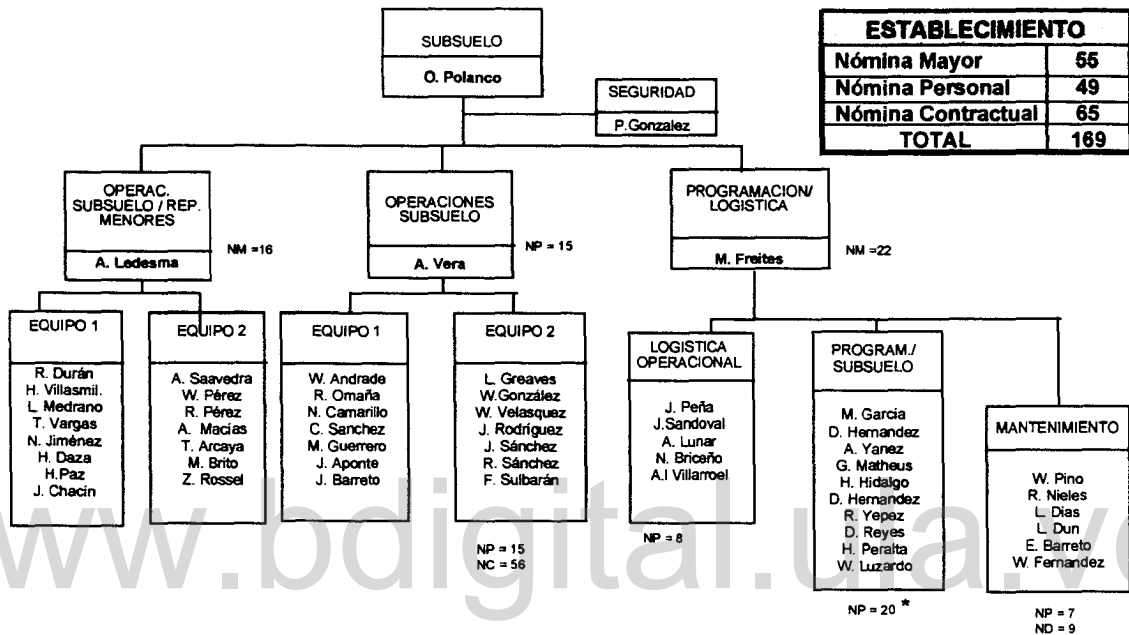 SUBSUELO
O. Polanco
SEGURIDAD
P.Gonzalez
ESTABLECIMIENTO
Nómina Mayor 55
Nómina Personal 49
Nómina Contractual 65
TOTAL 169
OPERAC.
SUBSUELO / REP.
MENORES
A. Ledesma
NM =16
OPERACIONES
SUBSUELO
A. Vera
NP = 15
PROGRAMACION/
LOGISTICA
M. Freites
NM =22
EQUIPO 1
R. Durán
H. Villasmil.
L. Medrano
T. Vargas
N. Jiménez
H. Daza
H.Paz
J. Chacín
EQUIPO 2
A. Saavedra
W. Pérez
R. Pérez
A. Macías
T. Arcaya
M. Brito
Z. Rossel
EQUIPO 1
W. Andrade
R. Omaña
N. Camarillo
C. Sanchez
M. Guerrero
J. Aponte
J. Barreto
EQUIPO 2
L. Greaves
W.González
W. Velasquez
J. Rodríguez
J. Sánchez
R. Sánchez
F. Sulbarán
NP = 15
NC = 56
LOGISTICA
OPERACIONAL
J. Peña
J.Sandoval
A. Lunar
N. Briceño
A.I Villarroel
NP = 8
PROGRAM./
SUBSUELO
M. García
D. Hernandez
A. Yanez
G. Matheus
H. Hidalgo
D. Hernandez
R. Yepez
D. Reyes
H. Peralta
W. Luzardo
NP = 20 *
MANTENIMIENTO
W. Pino
R. Nieles
L. Dias
L. Dun
E. Barreto
W. Fernandez
NP = 7
ND = 9
www.bdigital.ula.ve